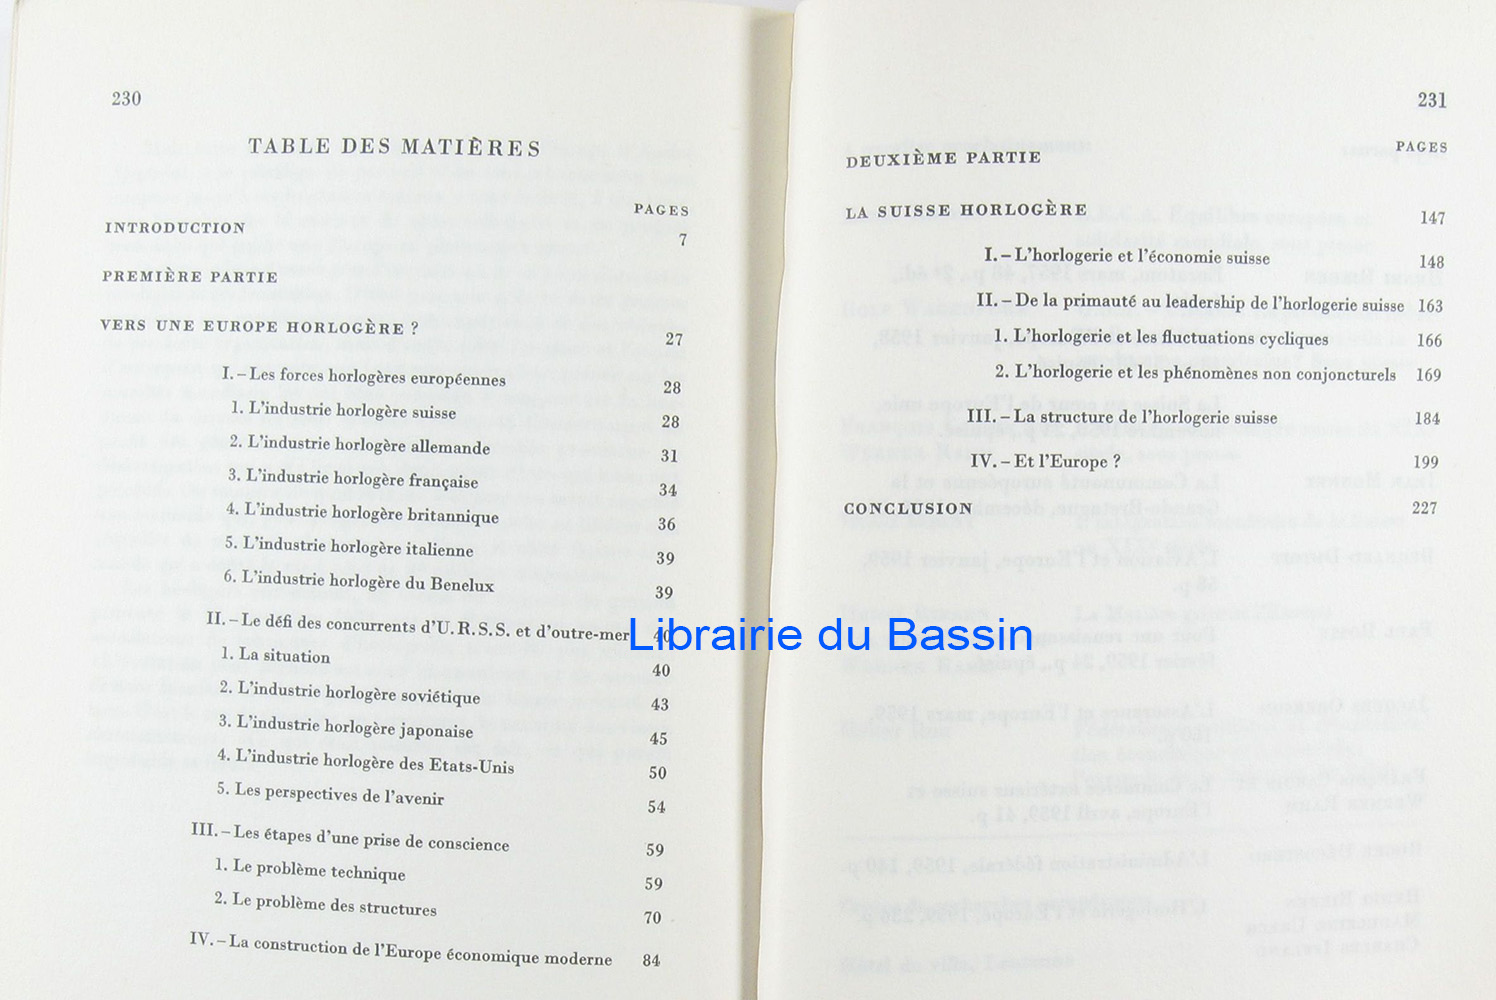 230
TABLE DES MATIÈRES
PAGES
INTRODUCTION 7
PREMIÈRE PARTIE
VERS UNE EUROPE HORLOGÈRE ? 27
I. – Les forces horlogères européennes 28
1. L'industrie horlogère suisse 28
2. L'industrie horlogère allemande 31
3. L'industrie horlogère française 34
4. L'industrie horlogère britannique 36
5. L'industrie horlogère italienne 39
6. L'industrie horlogère du Benelux 39
II. – Le défi des concurrents d'U.R.S.S. et d'outre-mer 40
1. La situation 40
2. L'industrie horlogère soviétique 43
3. L'industrie horlogère japonaise 45
4. L'industrie horlogère des Etats-Unis 50
5. Les perspectives de l'avenir 54
III. – Les étapes d'une prise de conscience 59
1. Le problème technique 59
2. Le problème des structures 70
IV. – La construction de l'Europe économique moderne 84
231
PAGES
DEUXIÈME PARTIE
LA SUISSE HORLOGÈRE 147
I. – L'horlogerie et l'économie suisse 148
II. – De la primauté au leadership de l'horlogerie suisse 163
1. L'horlogerie et les fluctuations cycliques 166
2. L'horlogerie et les phénomènes non conjoncturels 169
III. – La structure de l'horlogerie suisse 184
IV. – Et l'Europe ? 199
CONCLUSION 227
Librairie du Bassin